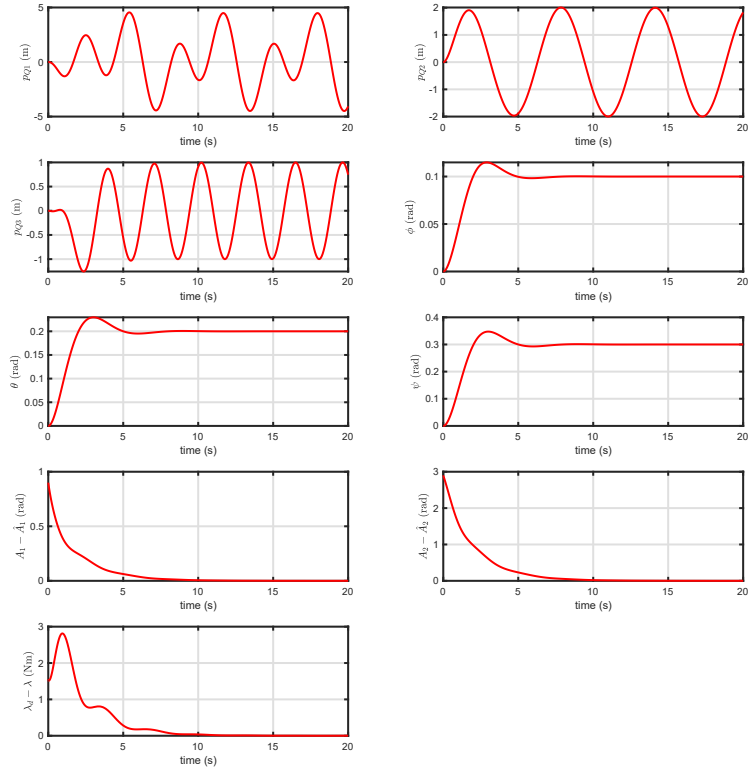 5
0
-5
p_{Q1} (m)
0 5 10 15 20
time (s)
2
1
0
-1
-2
p_{Q2} (m)
0 5 10 15 20
time (s)
1
0.5
0
-0.5
-1
p_{Q3} (m)
0 5 10 15 20
time (s)
0.1
0.05
0
ϕ (rad)
0 5 10 15 20
time (s)
0.2
0.15
0.1
0.05
0
θ (rad)
0 5 10 15 20
time (s)
0.4
0.3
0.2
0.1
0
ψ (rad)
0 5 10 15 20
time (s)
1
0.5
0
A_1 − Â_1 (rad)
0 5 10 15 20
time (s)
3
2
1
0
A_2 − Â_2 (rad)
0 5 10 15 20
time (s)
3
2
1
0
λ_d − λ (Nm)
0 5 10 15 20
time (s)